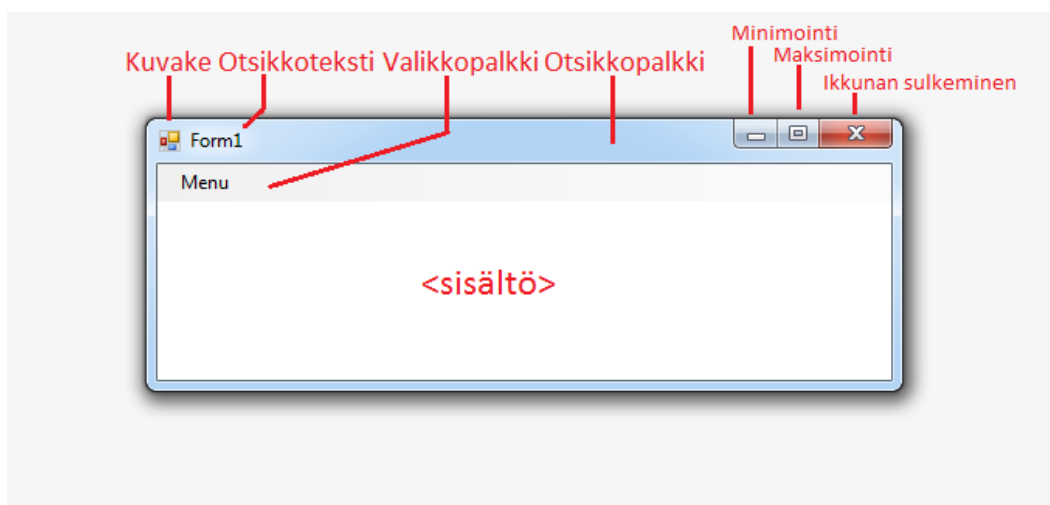 Minimointi
Maksimointi
Kuvake Otsikkoteksti Valikkopalkki Otsikkopalkki
Ikkunan sulkeminen
Form1
Menu
<sisältö>